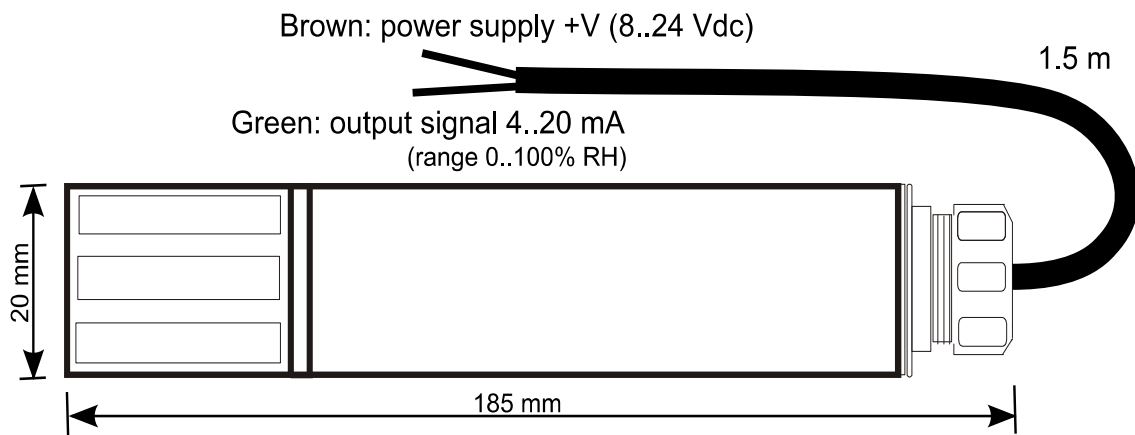 Brown: power supply +V (8..24 Vdc)
1.5 m
Green: output signal 4..20 mA
(range 0..100% RH)
20 mm
185 mm